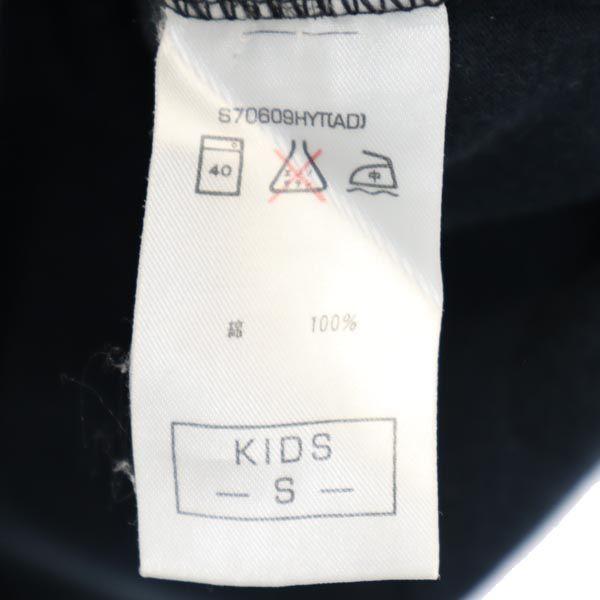 S70609HYT(AD)
40 中
綿 100%
KIDS
— S —